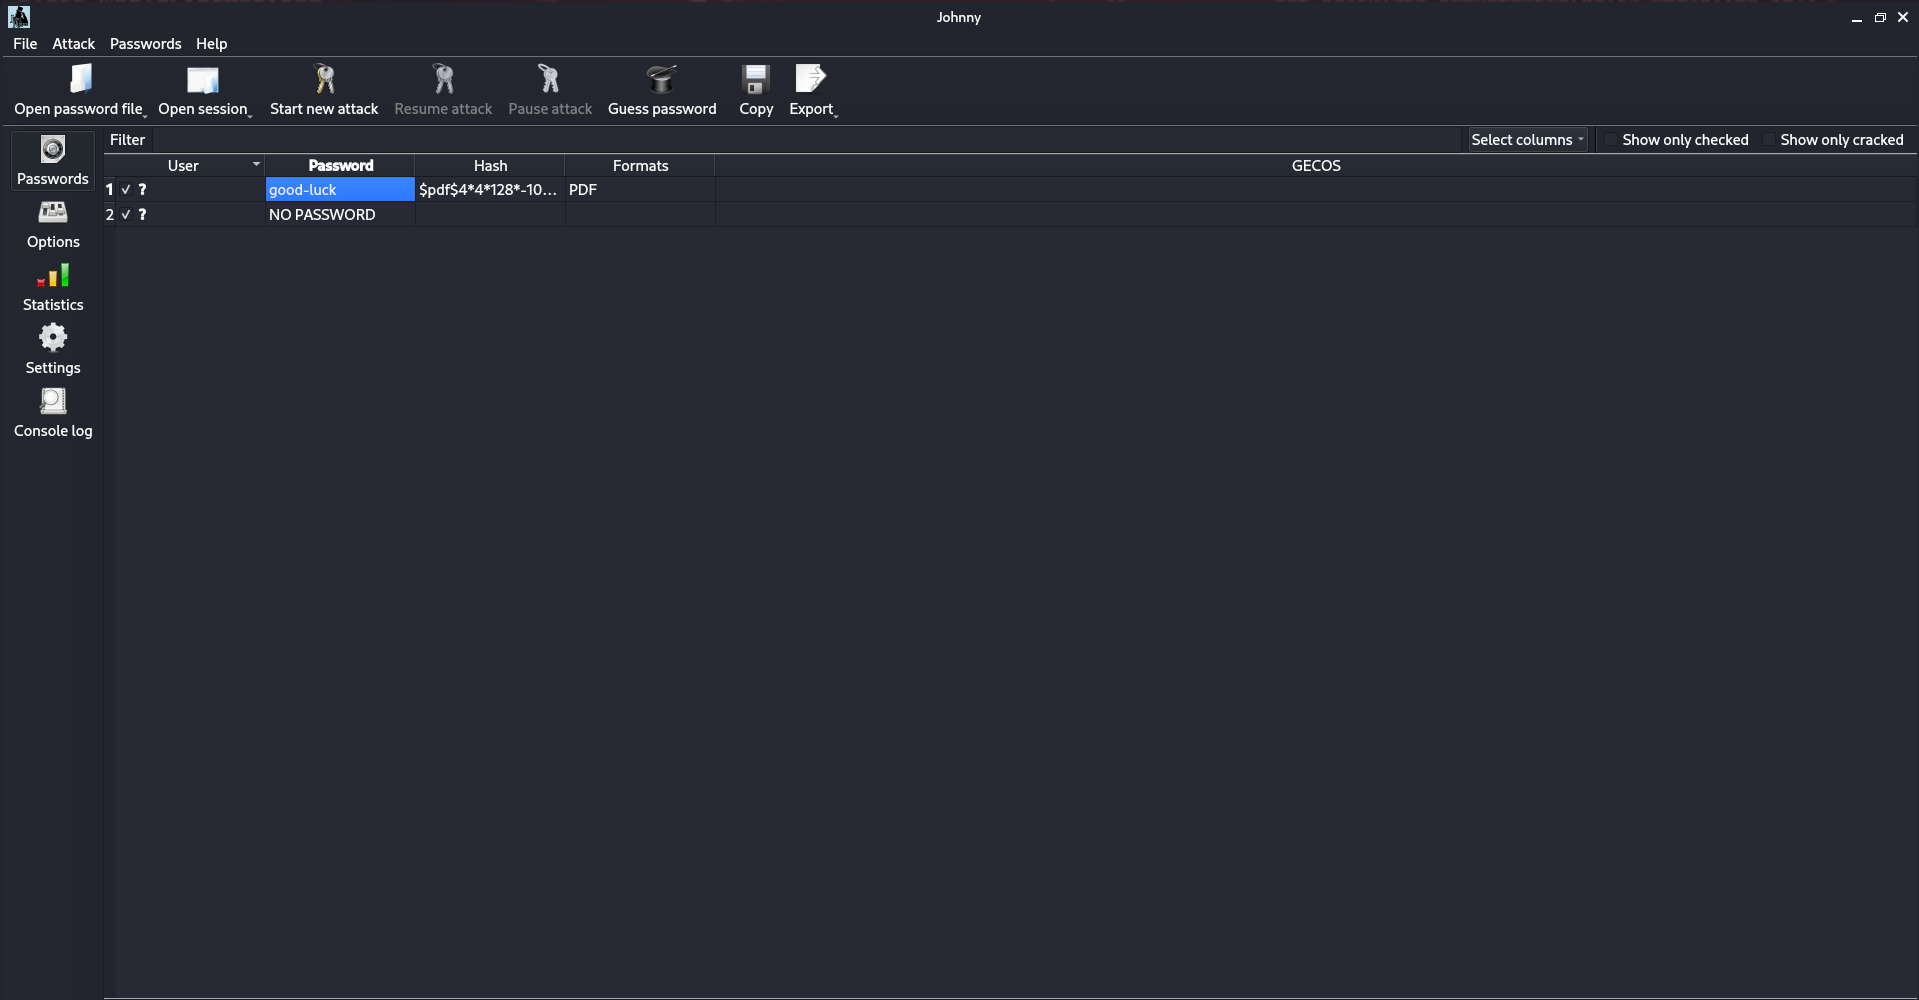 Johnny
File Attack Passwords Help
Open password file Open session Start new attack Resume attack Pause attack Guess password Copy Export
Filter Select columns Show only checked Show only cracked
Passwords
User Password Hash Formats GECOS
1 ✓ ? good-luck $pdf$4*4*128*-10... PDF
2 ✓ ? NO PASSWORD
Options
Statistics
Settings
Console log